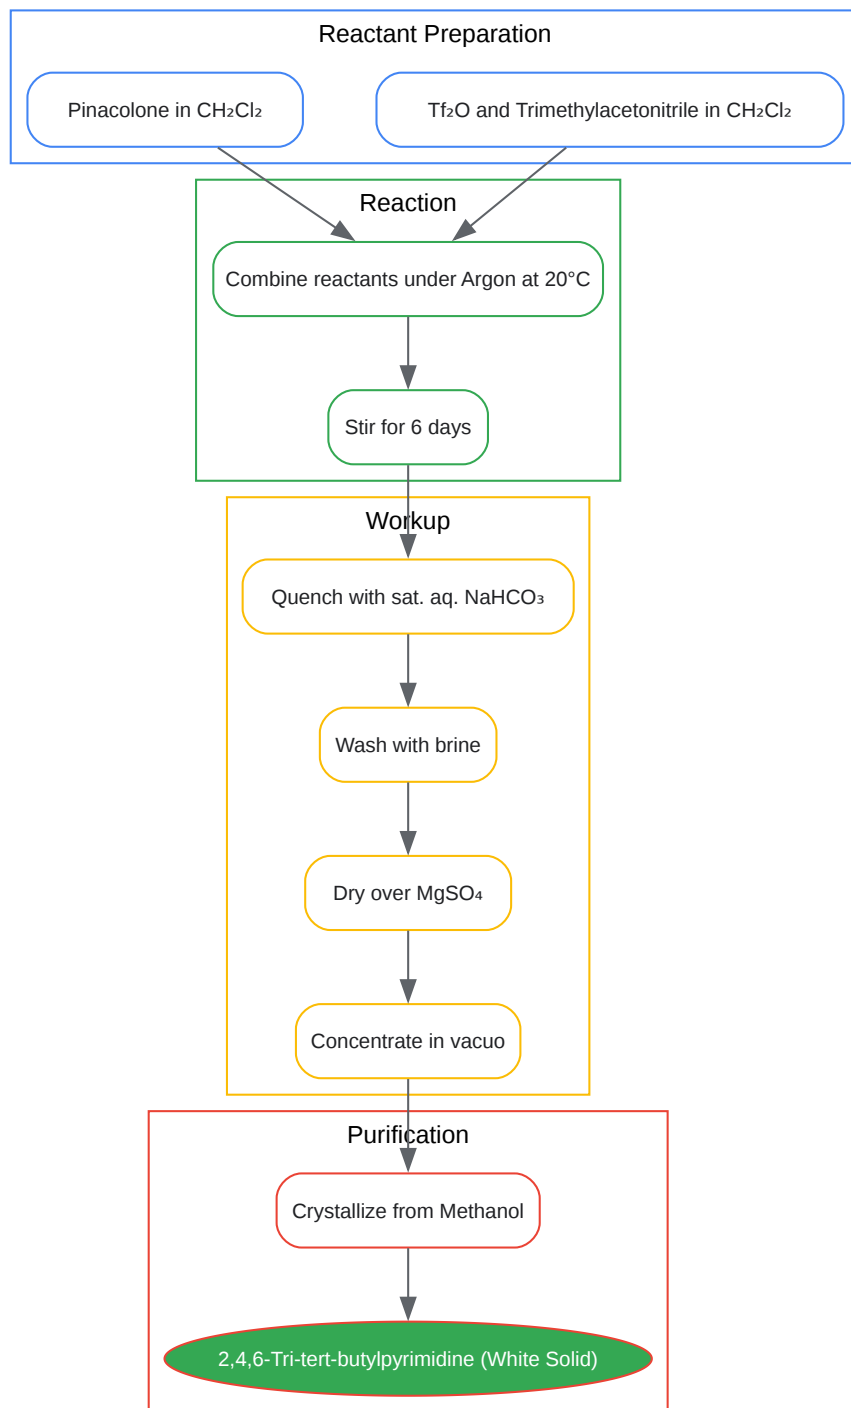 Reactant Preparation
Pinacolone in CH₂Cl₂
Tf₂O and Trimethylacetonitrile in CH₂Cl₂
Reaction
Combine reactants under Argon at 20°C
Stir for 6 days
Workup
Quench with sat. aq. NaHCO₃
Wash with brine
Dry over MgSO₄
Concentrate in vacuo
Purification
Crystallize from Methanol
2,4,6-Tri-tert-butylpyrimidine (White Solid)